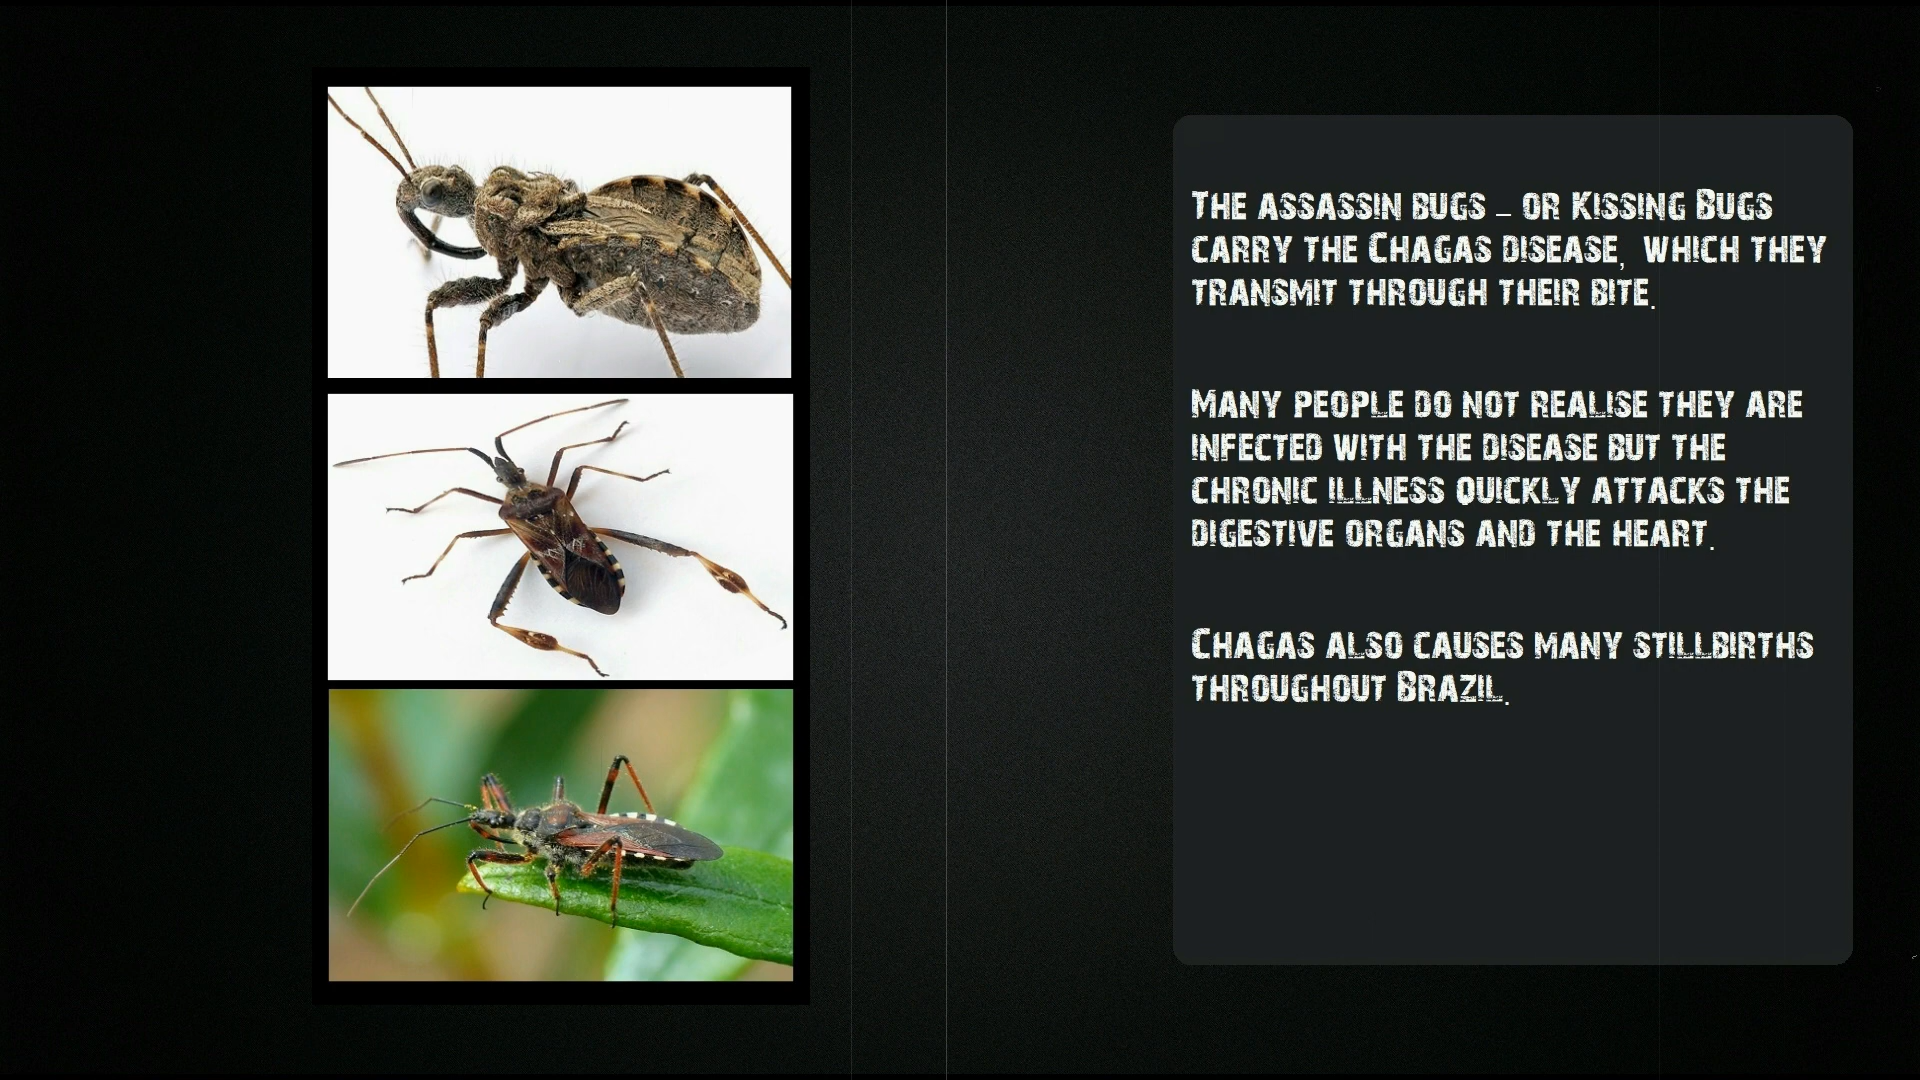 The assassin bugs – or Kissing Bugs
carry the Chagas disease, which they
transmit through their bite.
Many people do not realise they are
infected with the disease but the
chronic illness quickly attacks the
digestive organs and the heart.
Chagas also causes many stillbirths
throughout Brazil.